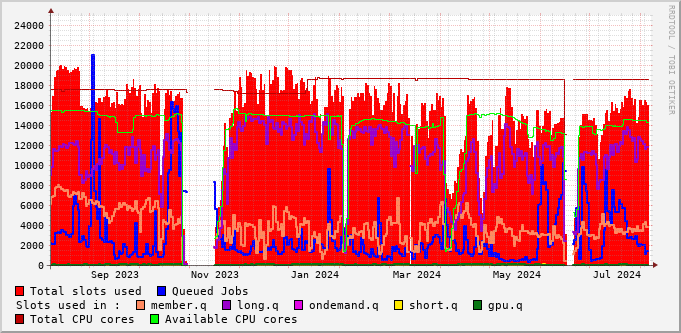 24000
22000
20000
18000
16000
14000
12000
10000
8000
6000
4000
2000
0
Sep 2023 Nov 2023 Jan 2024 Mar 2024 May 2024 Jul 2024
RRDTOOL / TOBI OETIKER
Total slots used Queued Jobs
Slots used in : member.q long.q ondemand.q short.q gpu.q
Total CPU cores Available CPU cores